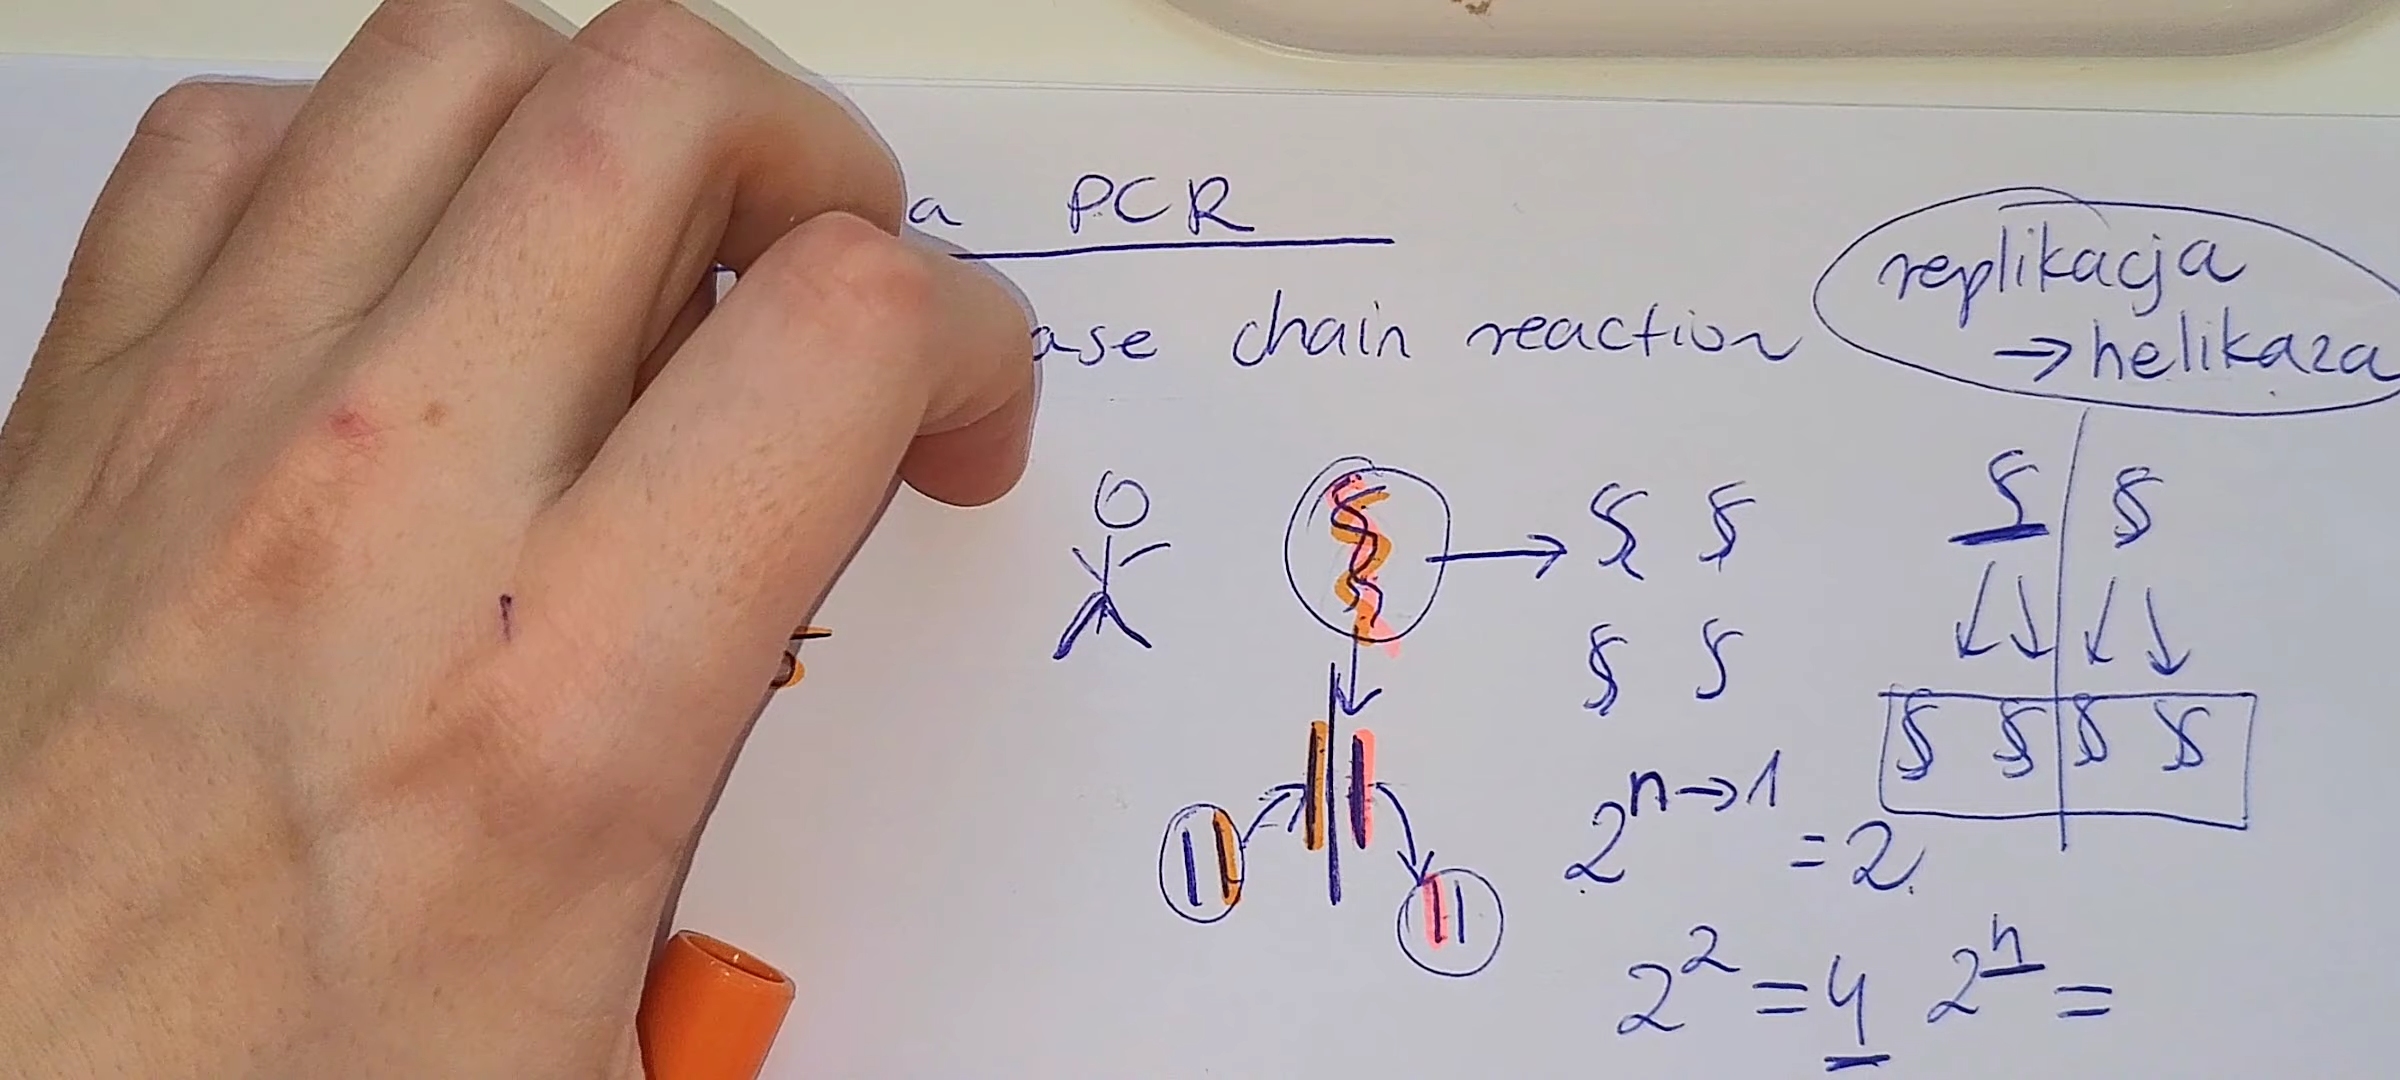 a PCR
ase chain reaction
replikacja
→ helikaza
2^n→1 = 2
2^2 = 4 2^n =